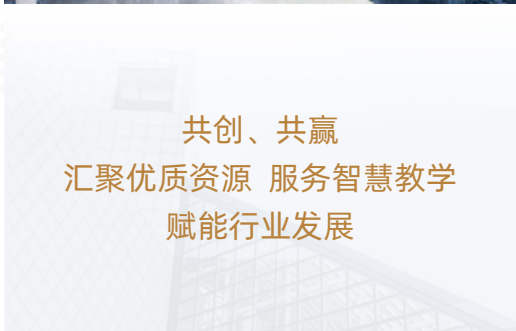 共创、共赢
汇聚优质资源 服务智慧教学
赋能行业发展